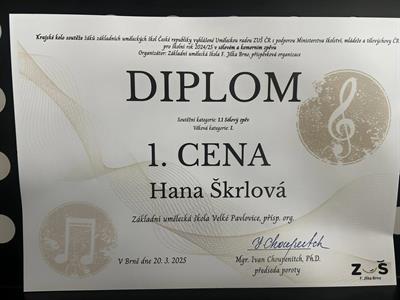 Krajské kolo soutěže žáků základních uměleckých škol České republiky vyhlášené Uměleckou radou ZUŠ ČR s podporou Ministerstva školství, mládeže a tělovýchovy ČR
pro školní rok 2024/25 v sólovém a komorním zpěvu
Organizátor: Základní umělecká škola F. Jílka Brno, příspěvková organizace
DIPLOM
Soutěžní kategorie: 1.1 Sólový zpěv
Věková kategorie: 1.
1. CENA
Hana Škrlová
Základní umělecká škola Velké Pavlovice, přísp. org.
V Brně dne 20. 3. 2025
Mgr. Ivan Choupenitch, Ph.D.
předseda poroty
ZUŠ
F. Jílka Brno